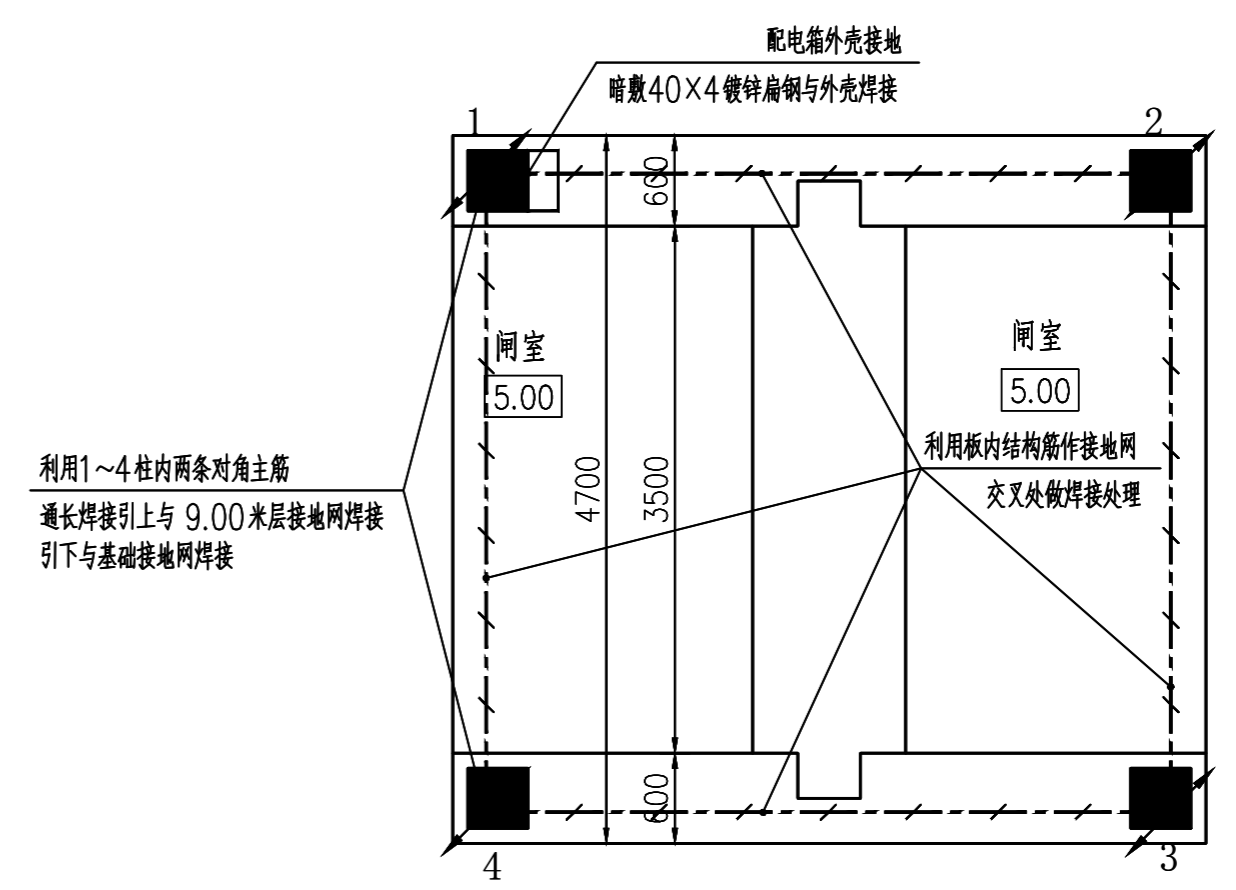 配电箱外壳接地
暗敷40×4镀锌扁钢与外壳焊接
1
2
600
闸室
5.00
闸室
5.00
4700
3500
利用1~4柱内两条对角主筋
通长焊接引上与 9.00米层接地网焊接
引下与基础接地网焊接
利用板内结构筋作接地网
交叉处做焊接处理
600
4
3